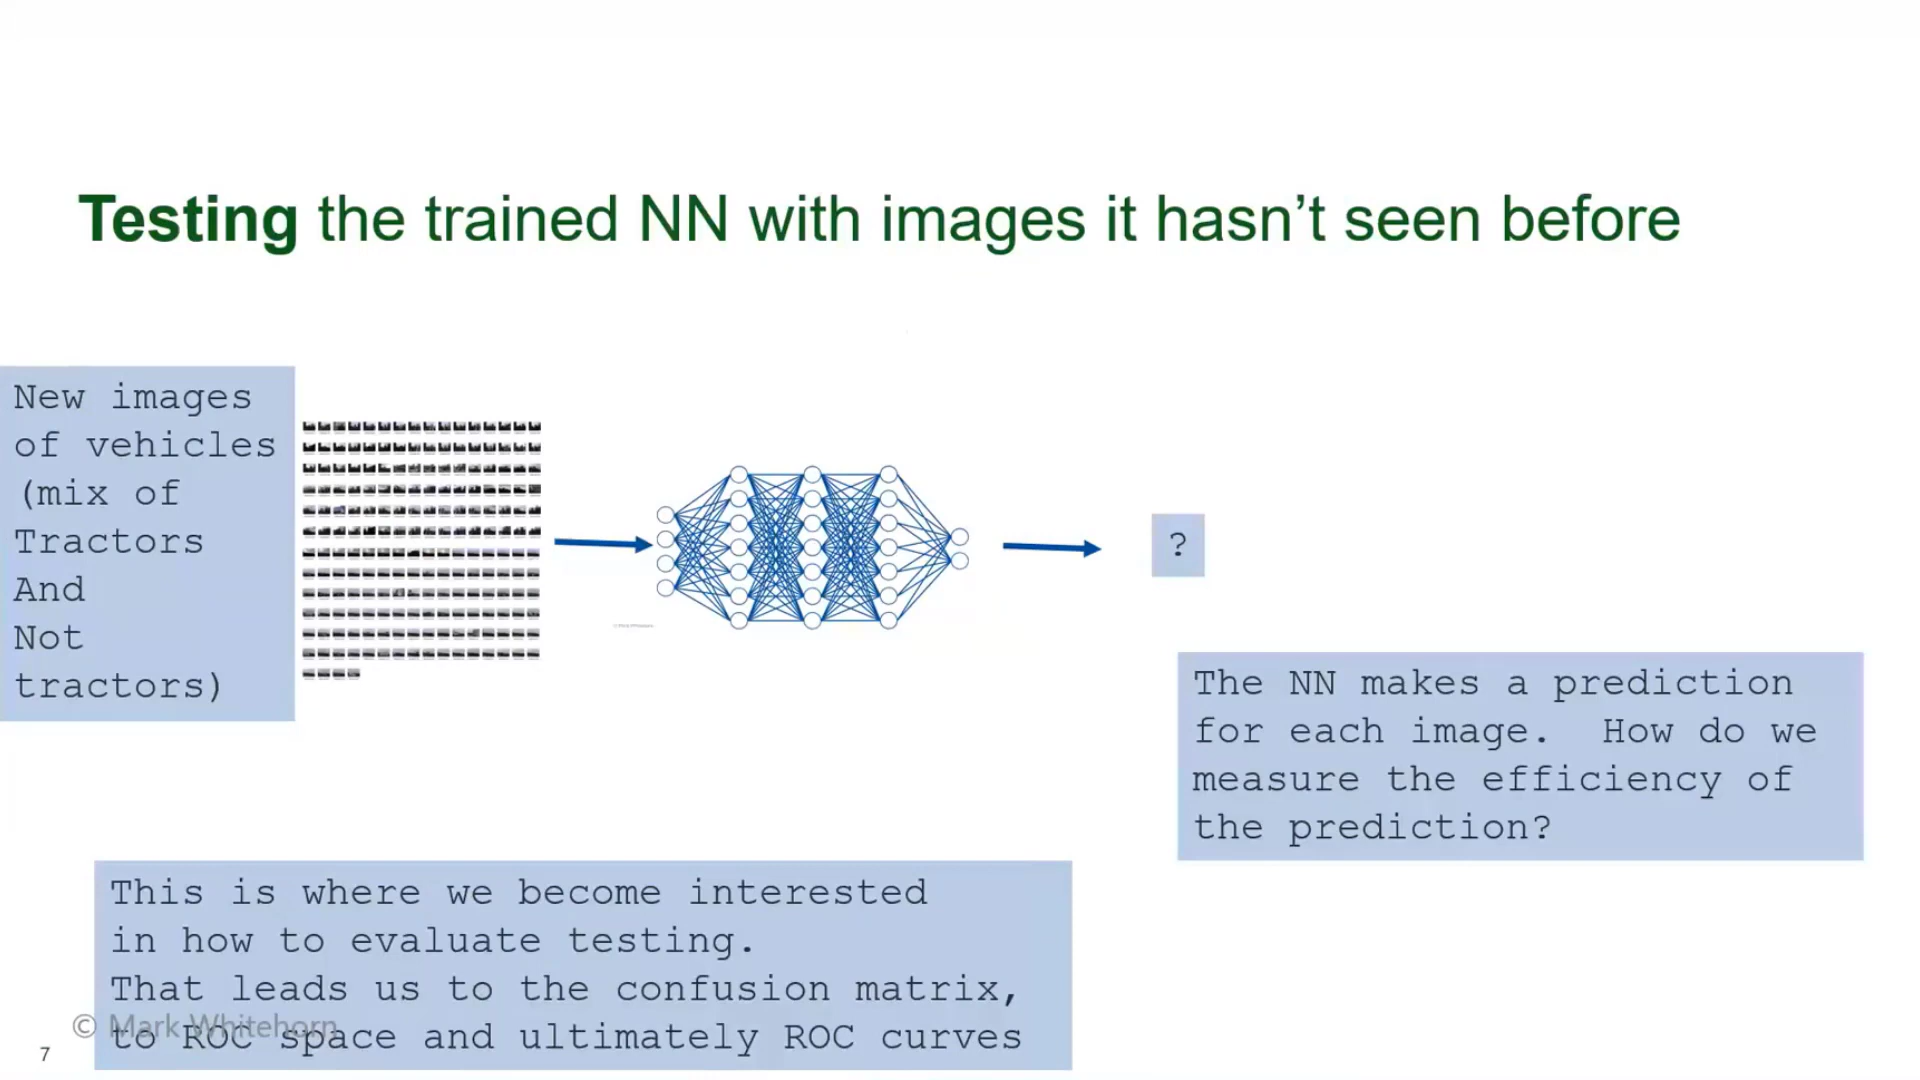 Testing the trained NN with images it hasn’t seen before
New images
of vehicles
(mix of
Tractors
And
Not
tractors)
?
The NN makes a prediction
for each image.  How do we
measure the efficiency of
the prediction?
This is where we become interested
in how to evaluate testing.
That leads us to the confusion matrix,
to ROC space and ultimately ROC curves
© Mark Whitehorn
7